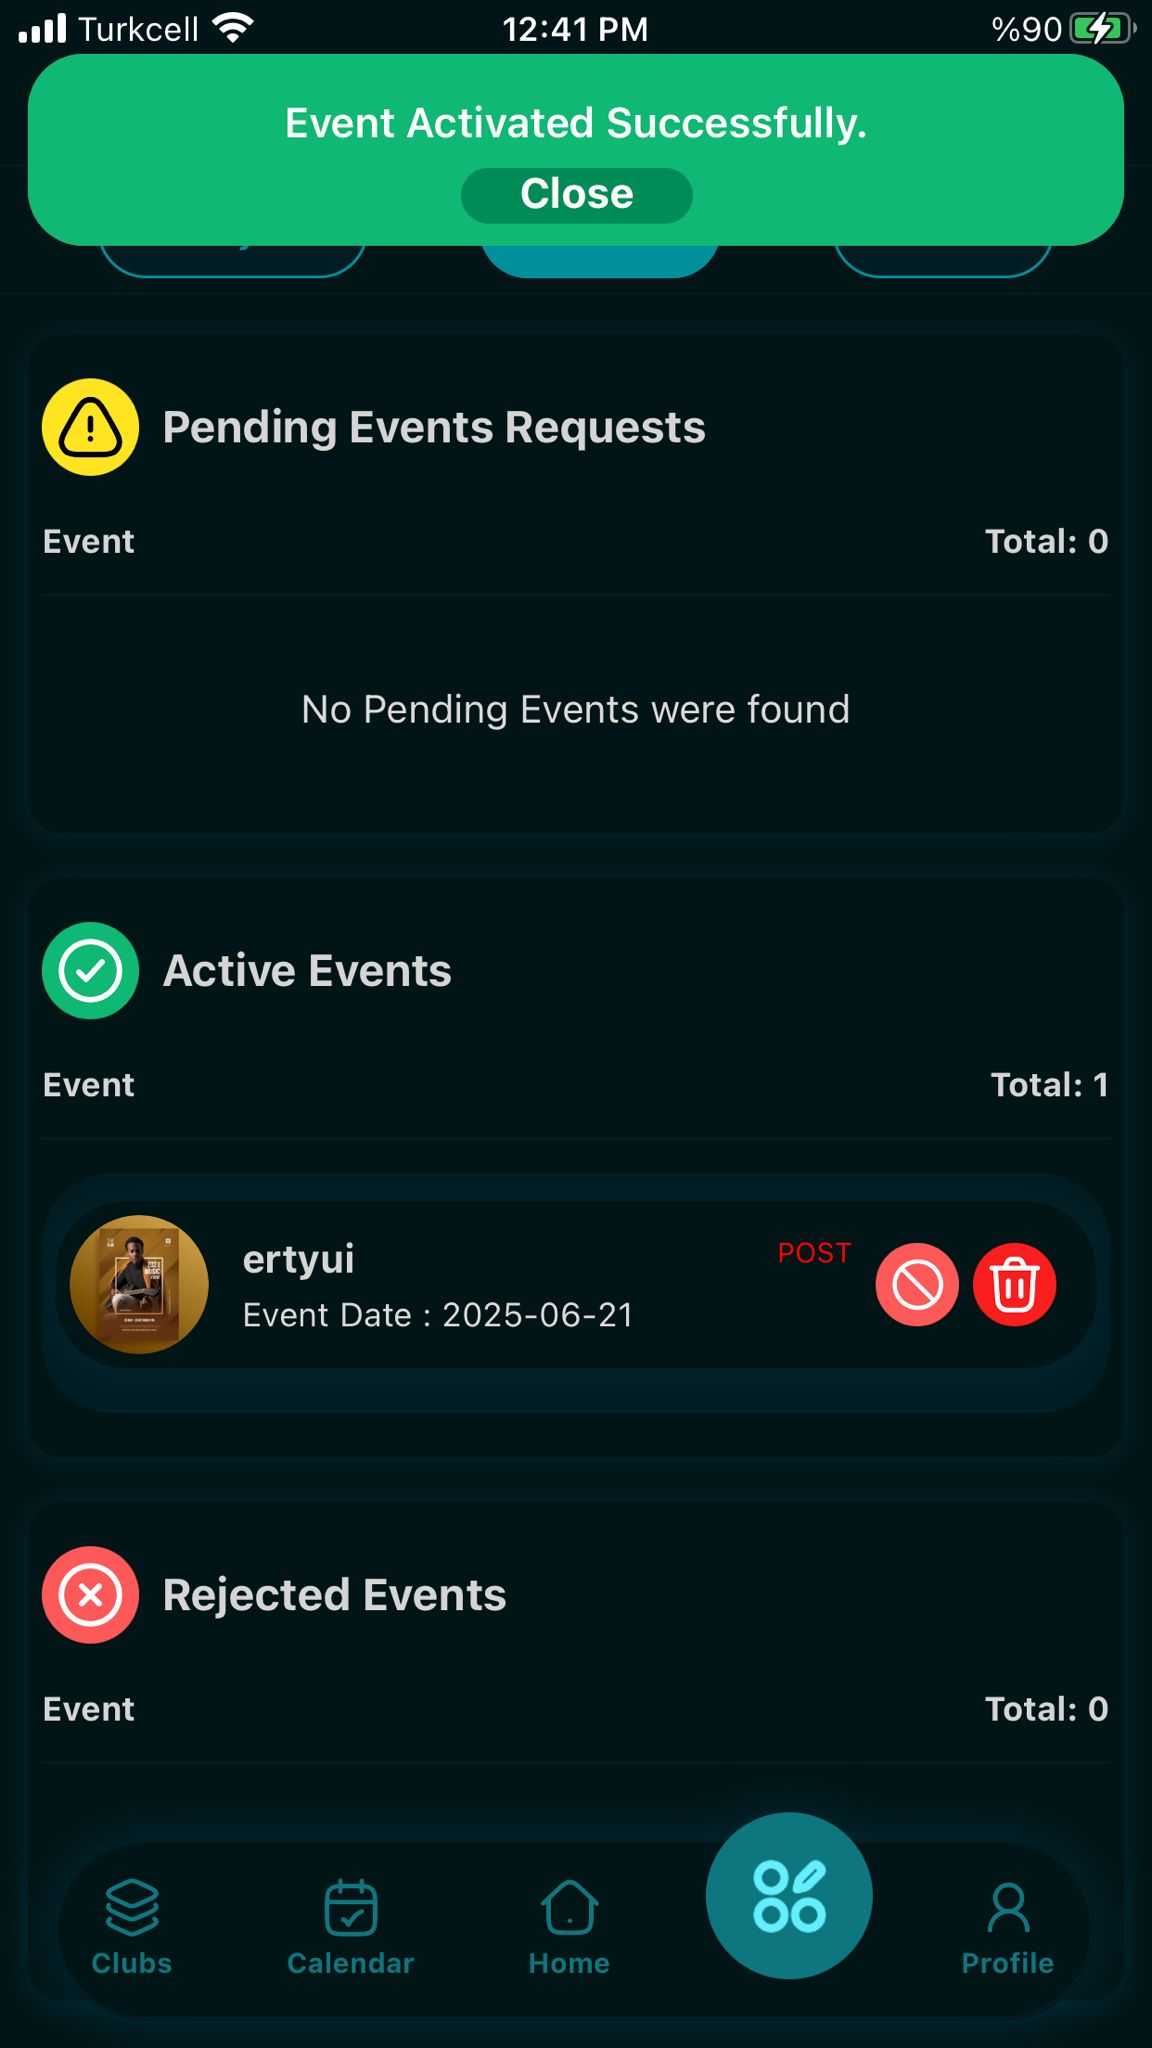 Turkcell 12:41 PM %90
Event Activated Successfully.
Close
Pending Events Requests
Event Total: 0
No Pending Events were found
Active Events
Event Total: 1
ertyui POST
Event Date : 2025-06-21
Rejected Events
Event Total: 0
Clubs Calendar Home Profile